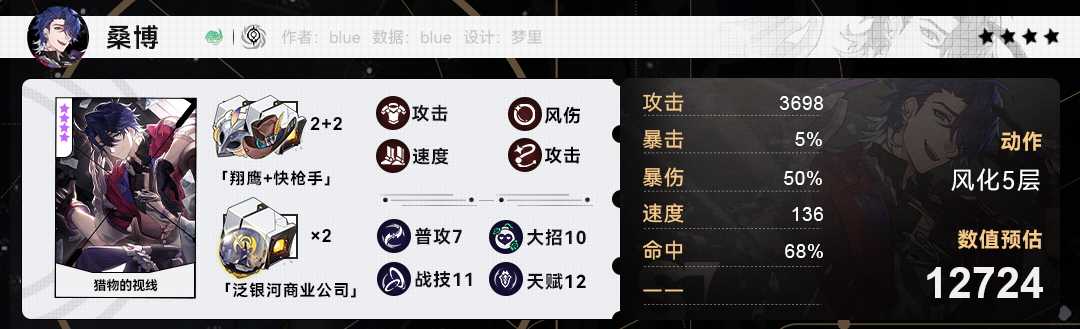 桑博
作者：blue 数据：blue 设计：梦里
猎物的视线
2+2
「翔鹰+快枪手」
×2
「泛银河商业公司」
攻击 风伤
速度 攻击
普攻7 大招10
战技11 天赋12
攻击 3698
暴击 5%
暴伤 50%
速度 136
命中 68%
一一
动作
风化5层
数值预估
12724